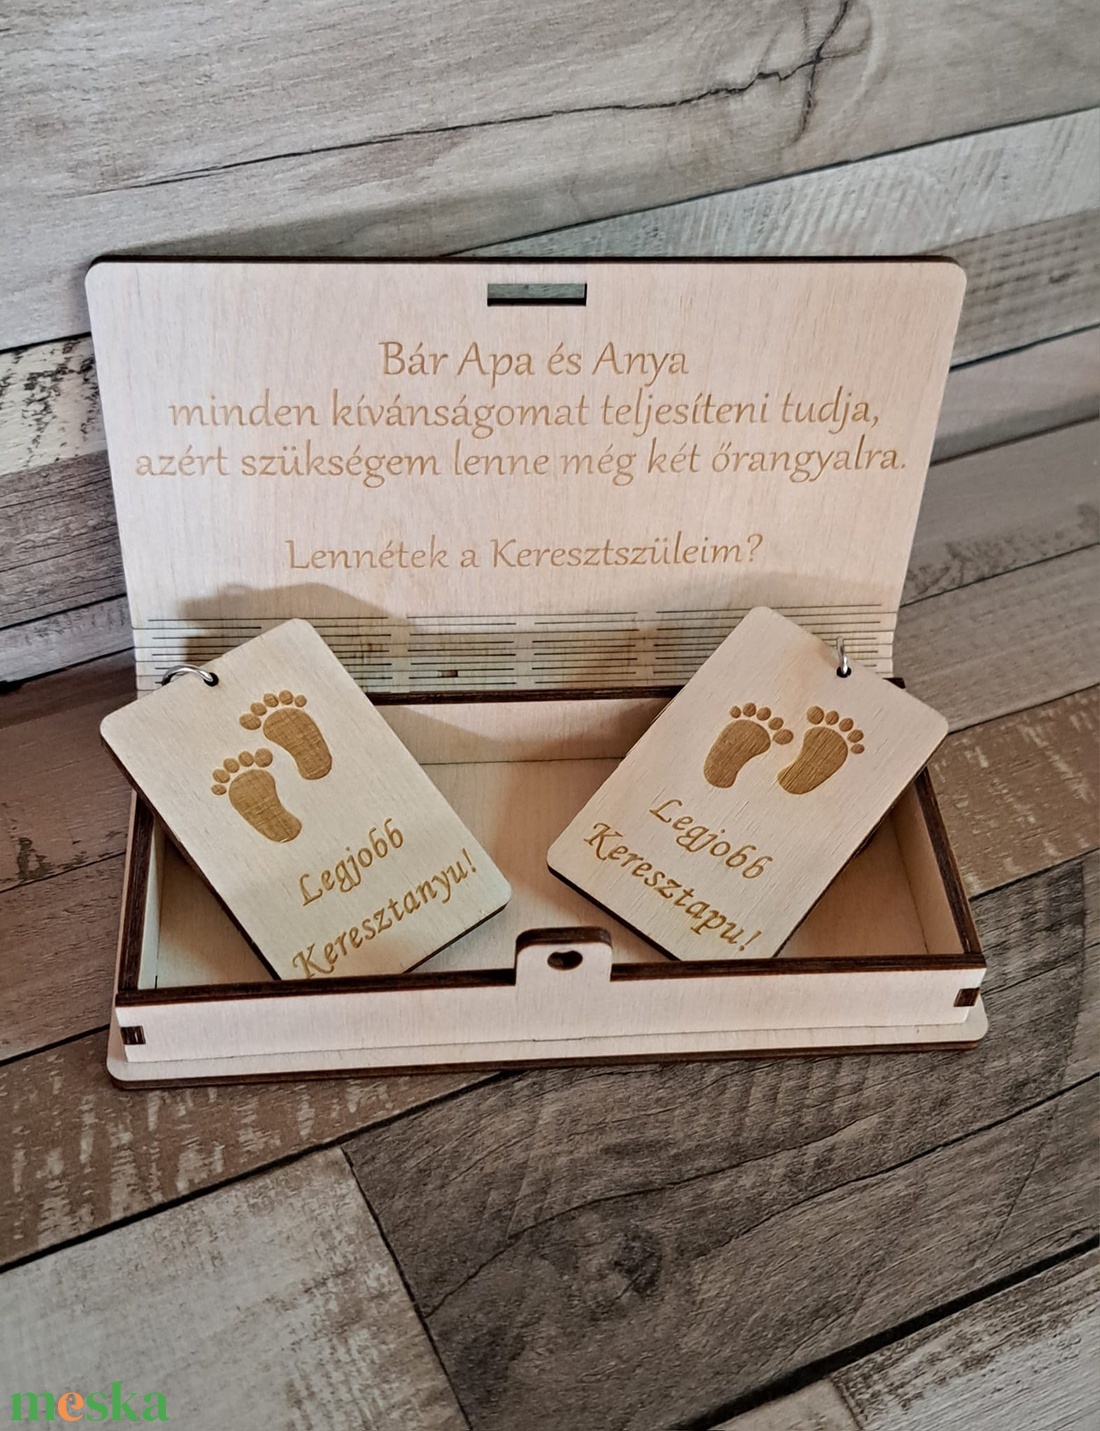 Bár Apa és Anya
minden kívánságomat teljesíteni tudja,
azért szükségem lenne még két őrangyalra.
Lennétek a Keresztszüleim?
Legjobb
Keresztanyu!
Legjobb
Keresztapu!
meska